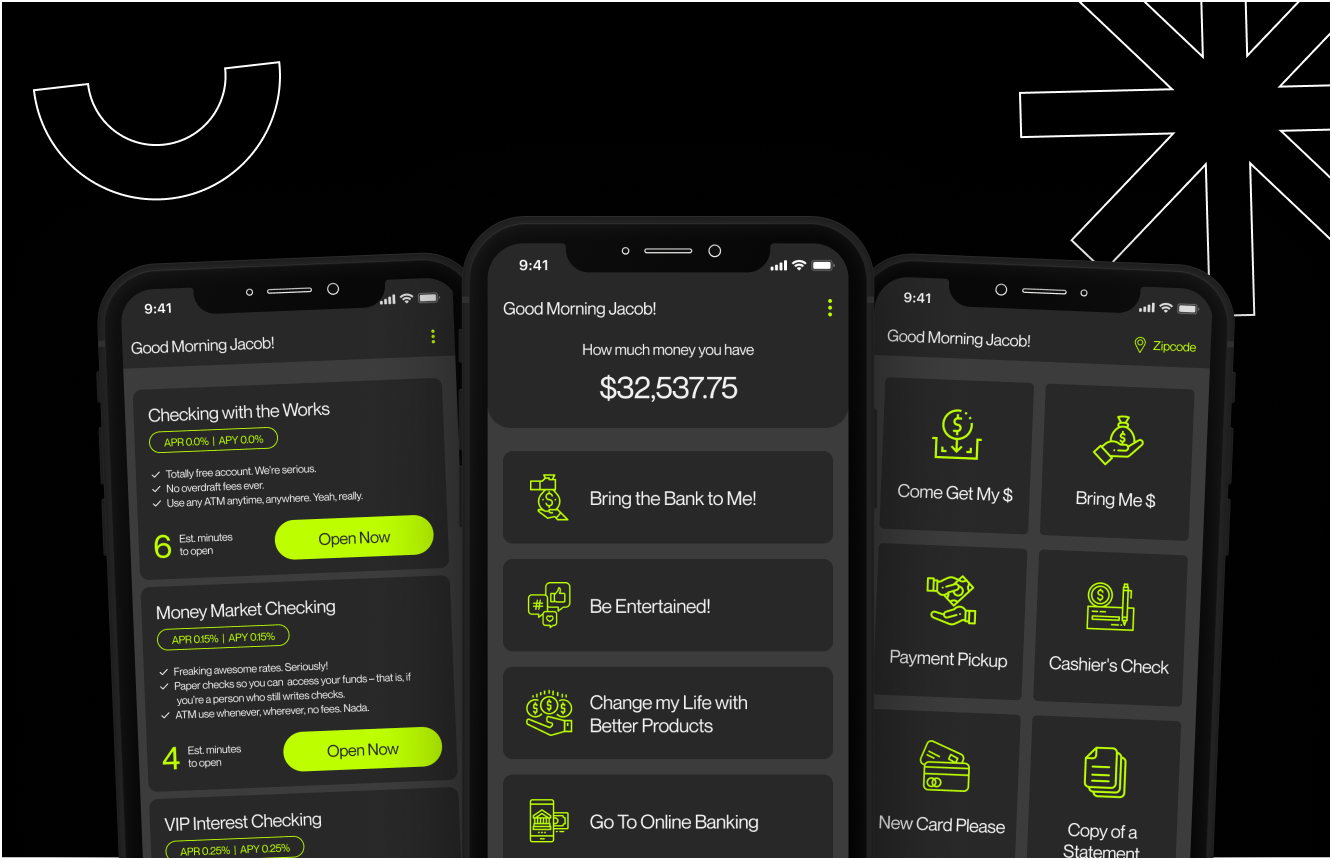 9:41
Good Morning Jacob!
Checking with the Works
APR 0.0% | APY 0.0%
Totally free account. We're serious.
No overdraft fees ever.
Use any ATM anytime, anywhere. Yeah, really.
6
Est. minutes
to open
Open Now
Money Market Checking
APR 0.15% | APY 0.15%
Freaking awesome rates. Seriously!
Paper checks so you can access your funds – that is, if
you're a person who still writes checks.
ATM use whenever, wherever, no fees. Nada.
4
Est. minutes
to open
Open Now
VIP Interest Checking
APR 0.25% | APY 0.25%
9:41
Good Morning Jacob!
How much money you have
$32,537.75
Bring the Bank to Me!
#
Be Entertained!
$ $ $
Change my Life with
Better Products
Go To Online Banking
9:41
Good Morning Jacob!
Zipcode
$
Come Get My $
$
Bring Me $
Payment Pickup
$
Cashier's Check
New Card Please
Copy of a
Statement